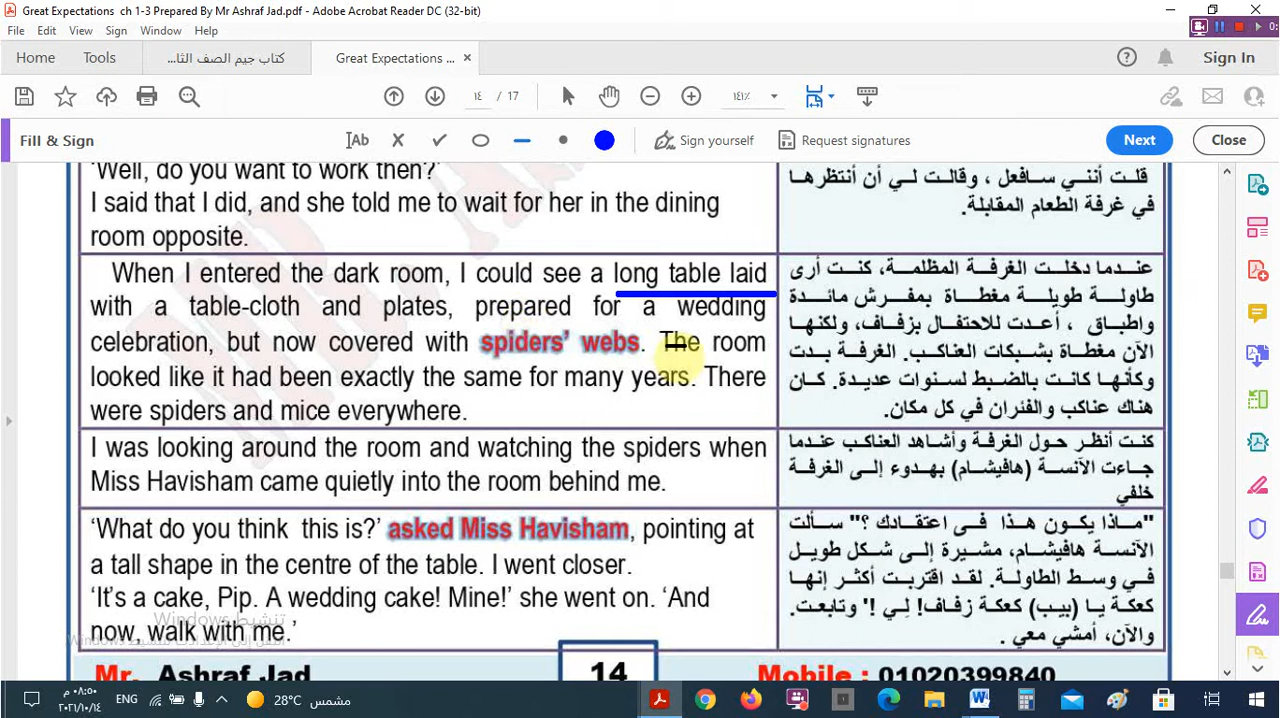 Great Expectations  ch 1-3 Prepared By Mr Ashraf Jad.pdf - Adobe Acrobat Reader DC (32-bit)
File Edit View Sign Window Help
Home Tools كتاب جيم الصف الثا... Great Expectations ... × Sign In
١٤ / 17 ١٤١٪
Fill & Sign Ab Sign yourself Request signatures Next Close
‘Well, do you want to work then?’
I said that I did, and she told me to wait for her in the dining
room opposite.
قلت أنني سافعل ، وقالت لي أن أنتظرها
في غرفة الطعام المقابلة.
When I entered the dark room, I could see a long table laid
with a table-cloth and plates, prepared for a wedding
celebration, but now covered with spiders’ webs. The room
looked like it had been exactly the same for many years. There
were spiders and mice everywhere.
عندما دخلت الغرفة المظلمة، كنت أرى
طاولة طويلة مغطاة بمفرش مائدة
واطباق ، أعدت للاحتفال بزفاف، ولكنها
الآن مغطاة بشبكات العناكب. الغرفة بدت
وكأنها كانت بالضبط لسنوات عديدة. كان
هناك عناكب والفئران في كل مكان.
I was looking around the room and watching the spiders when
Miss Havisham came quietly into the room behind me.
كنت أنظر حول الغرفة وأشاهد العناكب عندما
جاءت الآنسة (هافيشام) بهدوء إلى الغرفة
خلفي
‘What do you think  this is?’ asked Miss Havisham, pointing at
a tall shape in the centre of the table. I went closer.
‘It’s a cake, Pip. A wedding cake! Mine!’ she went on. ‘And
now, walk with me.’
"ماذا يكون هذا فى اعتقادك ؟" سألت
الآنسة هافيشام، مشيرة إلى شكل طويل
في وسط الطاولة. لقد اقتربت أكثر إنها
كعكة يا (بيب) كعكة زفاف! لِي !" وتابعت.
والآن، أمشي معي .
تنشيط Windows
Mr. Ashraf Jad 14 Mobile : 01020399840
٠٨:٥٠ م
٢٠٢١/١٠/١٤
ENG
28°C مشمس